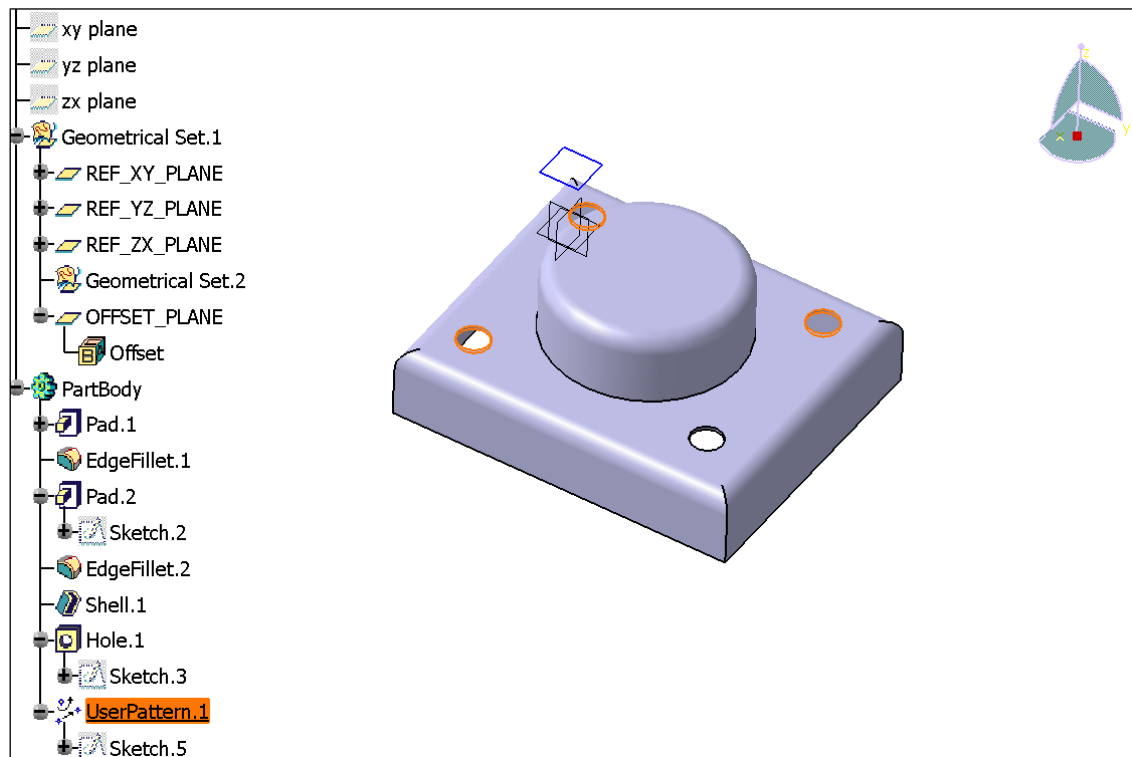 xy plane
yz plane
zx plane
Geometrical Set.1
REF_XY_PLANE
REF_YZ_PLANE
REF_ZX_PLANE
Geometrical Set.2
OFFSET_PLANE
Offset
PartBody
Pad.1
EdgeFillet.1
Pad.2
Sketch.2
EdgeFillet.2
Shell.1
Hole.1
Sketch.3
UserPattern.1
Sketch.5
z
y
x